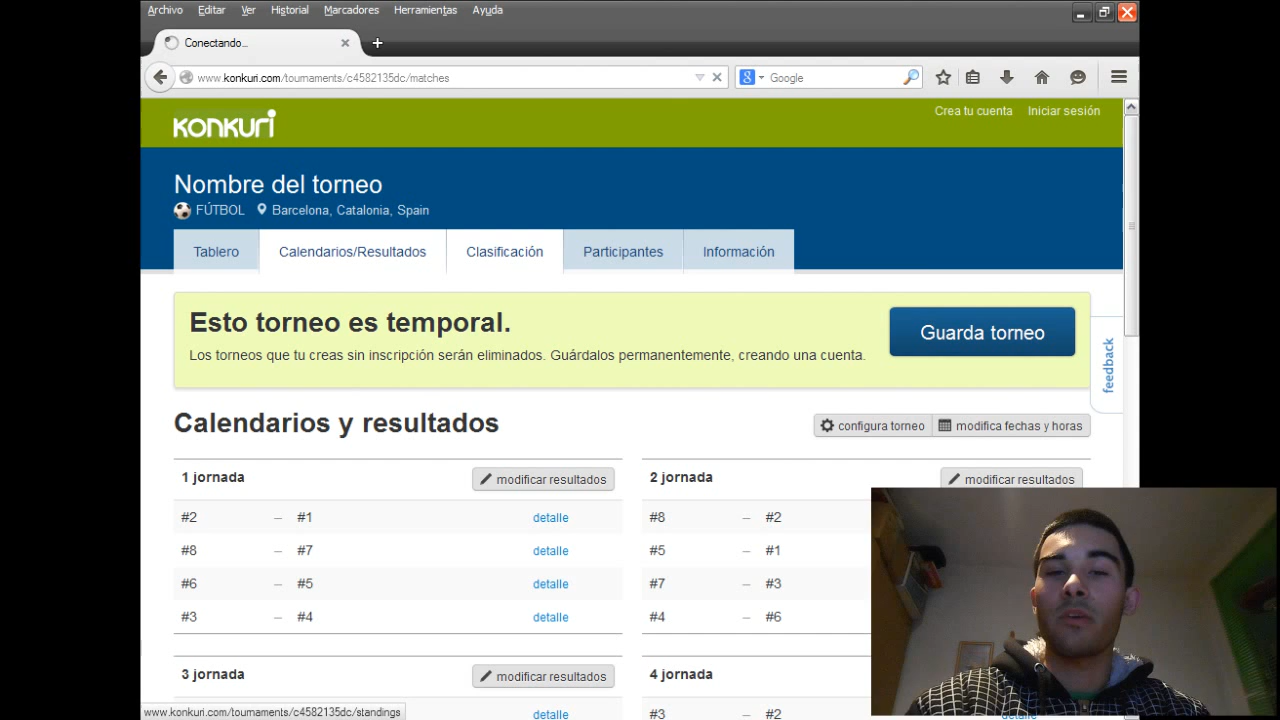 Archivo Editar Ver Historial Marcadores Herramientas Ayuda
Conectando...
www.konkuri.com/tournaments/c4582135dc/matches
Google
Crea tu cuenta Iniciar sesión
KONKURI
Nombre del torneo
FÚTBOL Barcelona, Catalonia, Spain
Tablero Calendarios/Resultados Clasificación Participantes Información
Esto torneo es temporal.
Los torneos que tu creas sin inscripción serán eliminados. Guárdalos permanentemente, creando una cuenta.
Guarda torneo
feedback
Calendarios y resultados
configura torneo modifica fechas y horas
1 jornada modificar resultados
#2 – #1 detalle
#8 – #7 detalle
#6 – #5 detalle
#3 – #4 detalle
2 jornada modificar resultados
#8 – #2
#5 – #1
#7 – #3
#4 – #6
3 jornada modificar resultados
detalle
4 jornada
#3 – #2 detalle
www.konkuri.com/tournaments/c4582135dc/standings